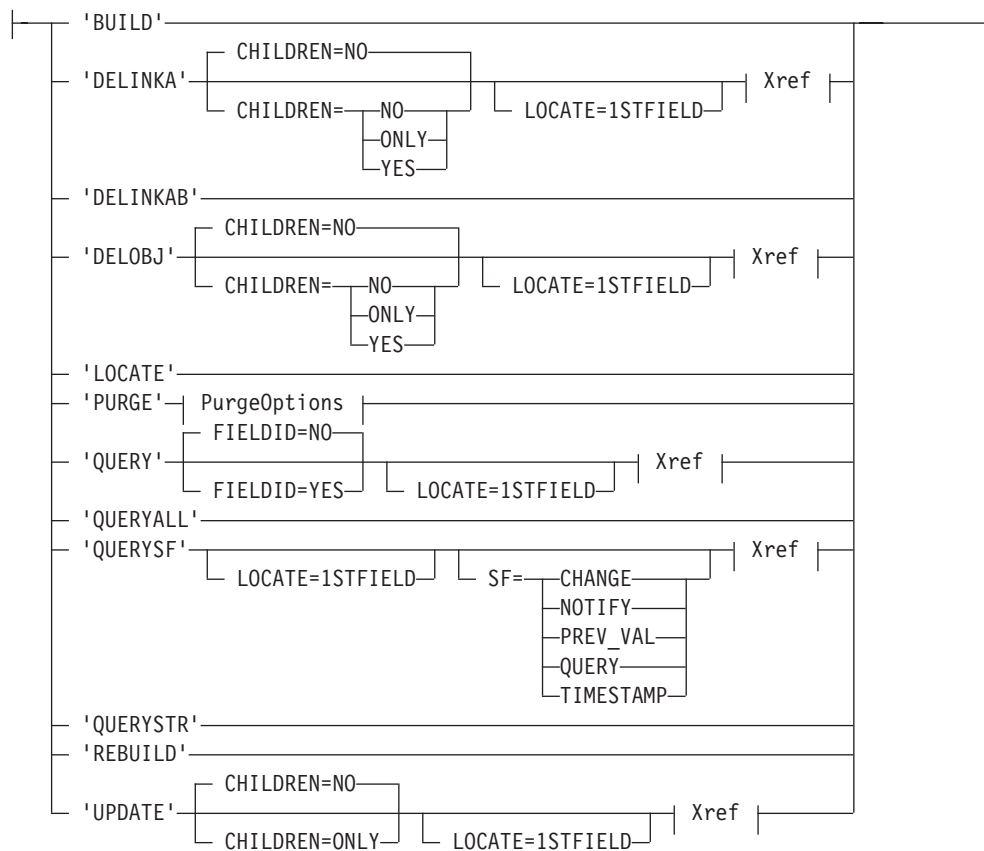 'BUILD'
CHILDREN=NO
'DELINKA' Xref
CHILDREN= NO LOCATE=1STFIELD
ONLY
YES
'DELINKAB'
CHILDREN=NO
'DELOBJ' Xref
CHILDREN= NO LOCATE=1STFIELD
ONLY
YES
'LOCATE'
'PURGE' PurgeOptions
FIELDID=NO
'QUERY' Xref
FIELDID=YES LOCATE=1STFIELD
'QUERYALL'
'QUERYSF' Xref
LOCATE=1STFIELD SF= CHANGE
NOTIFY
PREV_VAL
QUERY
TIMESTAMP
'QUERYSTR'
'REBUILD'
CHILDREN=NO
'UPDATE' Xref
CHILDREN=ONLY LOCATE=1STFIELD